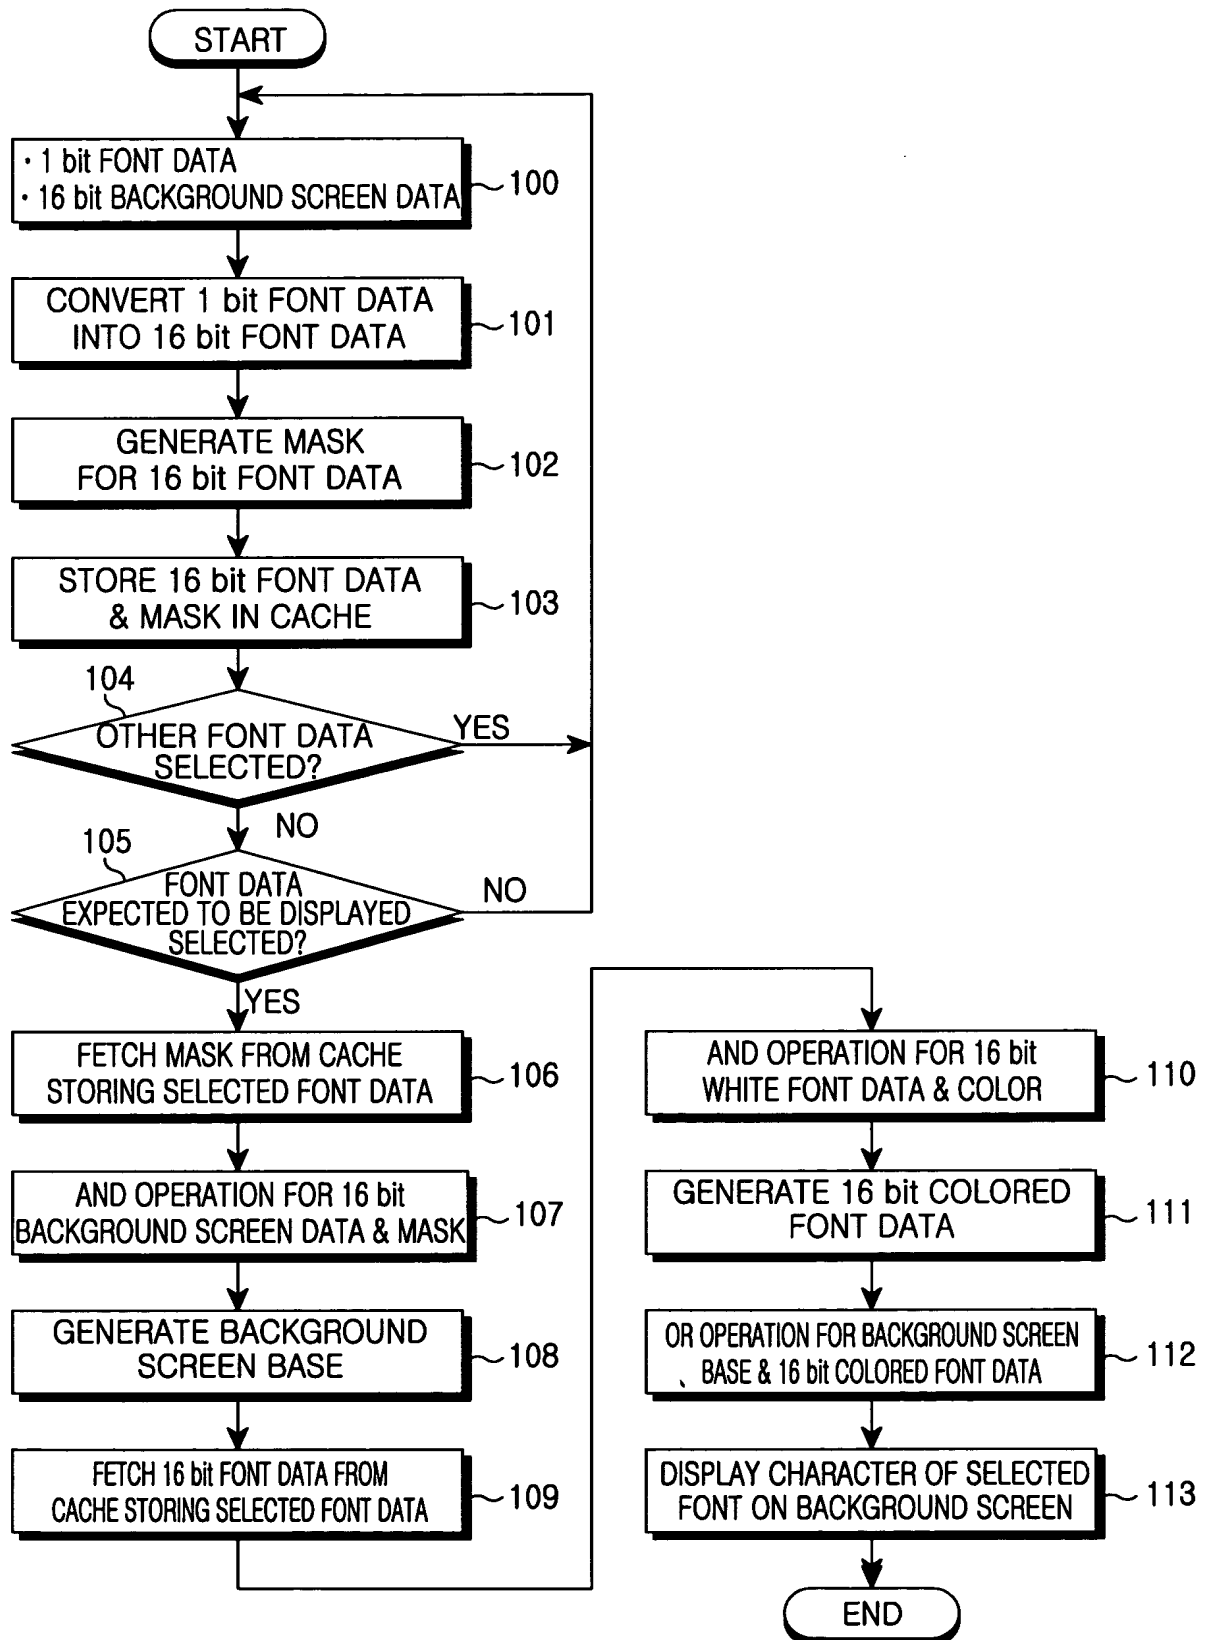 START
· 1 bit FONT DATA
· 16 bit BACKGROUND SCREEN DATA
100
CONVERT 1 bit FONT DATA
INTO 16 bit FONT DATA
101
GENERATE MASK
FOR 16 bit FONT DATA
102
STORE 16 bit FONT DATA
& MASK IN CACHE
103
104
OTHER FONT DATA
SELECTED?
YES
NO
105
FONT DATA
EXPECTED TO BE DISPLAYED
SELECTED?
NO
YES
FETCH MASK FROM CACHE
STORING SELECTED FONT DATA
106
AND OPERATION FOR 16 bit
BACKGROUND SCREEN DATA & MASK
107
GENERATE BACKGROUND
SCREEN BASE
108
FETCH 16 bit FONT DATA FROM
CACHE STORING SELECTED FONT DATA
109
AND OPERATION FOR 16 bit
WHITE FONT DATA & COLOR
110
GENERATE 16 bit COLORED
FONT DATA
111
OR OPERATION FOR BACKGROUND SCREEN
BASE & 16 bit COLORED FONT DATA
112
DISPLAY CHARACTER OF SELECTED
FONT ON BACKGROUND SCREEN
113
END